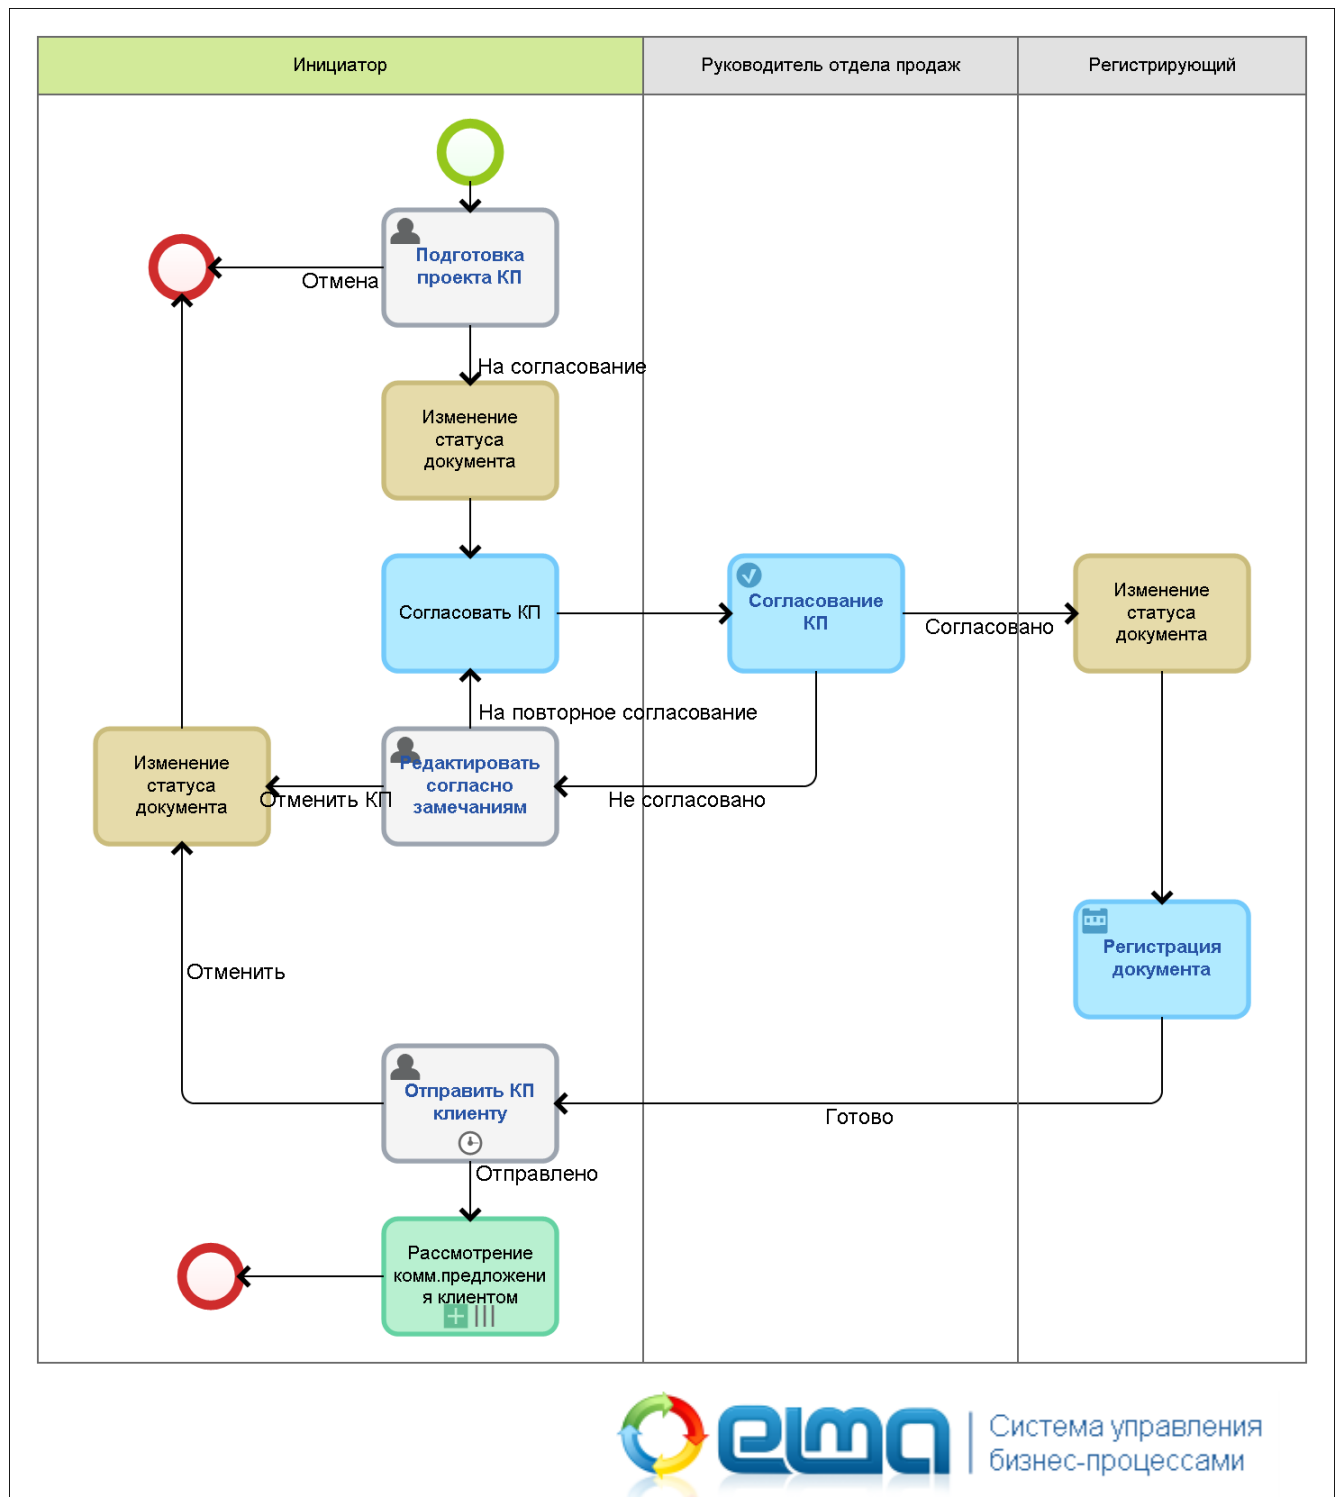 Инициатор
Руководитель отдела продаж
Регистрирующий
Подготовка
проекта КП
Отмена
На согласование
Изменение
статуса
документа
Согласовать КП
Согласование
КП
Согласовано
Изменение
статуса
документа
На повторное согласование
Изменение
статуса
документа
Отменить КП
Редактировать
согласно
замечаниям
Не согласовано
Регистрация
документа
Отменить
Отправить КП
клиенту
Готово
Отправлено
Рассмотрение
комм.предложени
я клиентом
elma
Система управления
бизнес-процессами